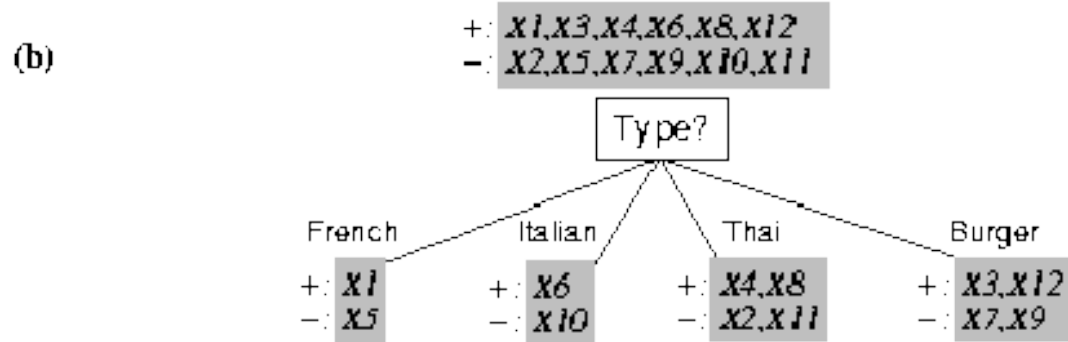 (b)
+: X1,X3,X4,X6,X8,X12
−: X2,X5,X7,X9,X10,X11
Type?
French Italian Thai Burger
+: X1 +: X6 +: X4,X8 +: X3,X12
−: X5 −: X10 −: X2,X11 −: X7,X9